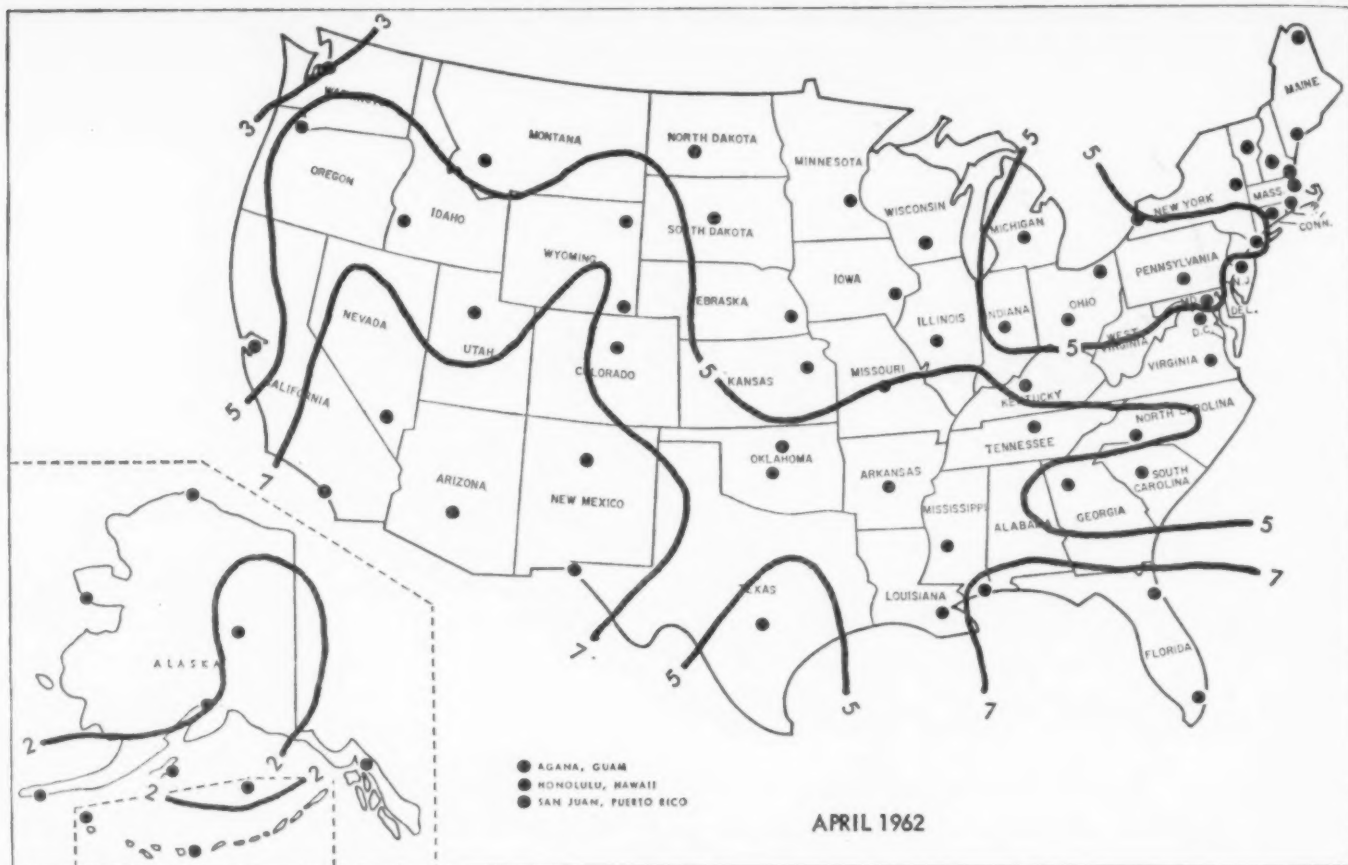 3
3
WASHINGTON
MONTANA
NORTH DAKOTA
MINNESOTA
MAINE
OREGON
IDAHO
SOUTH DAKOTA
WISCONSIN
MICHIGAN
5
5
NEW YORK
MASS.
CONN.
WYOMING
NEBRASKA
IOWA
PENNSYLVANIA
N.J.
NEVADA
UTAH
COLORADO
ILLINOIS
INDIANA
OHIO
MD.
DEL.
D.C.
WEST
VIRGINIA
VIRGINIA
5
CALIFORNIA
5
KANSAS
MISSOURI
5
KENTUCKY
NORTH CAROLINA
TENNESSEE
7
ARIZONA
NEW MEXICO
OKLAHOMA
ARKANSAS
SOUTH
CAROLINA
MISSISSIPPI
ALABAMA
GEORGIA
5
7
TEXAS
LOUISIANA
FLORIDA
7
5
5
7
ALASKA
2
2
2
2
AGANA, GUAM
HONOLULU, HAWAII
SAN JUAN, PUERTO RICO
APRIL 1962